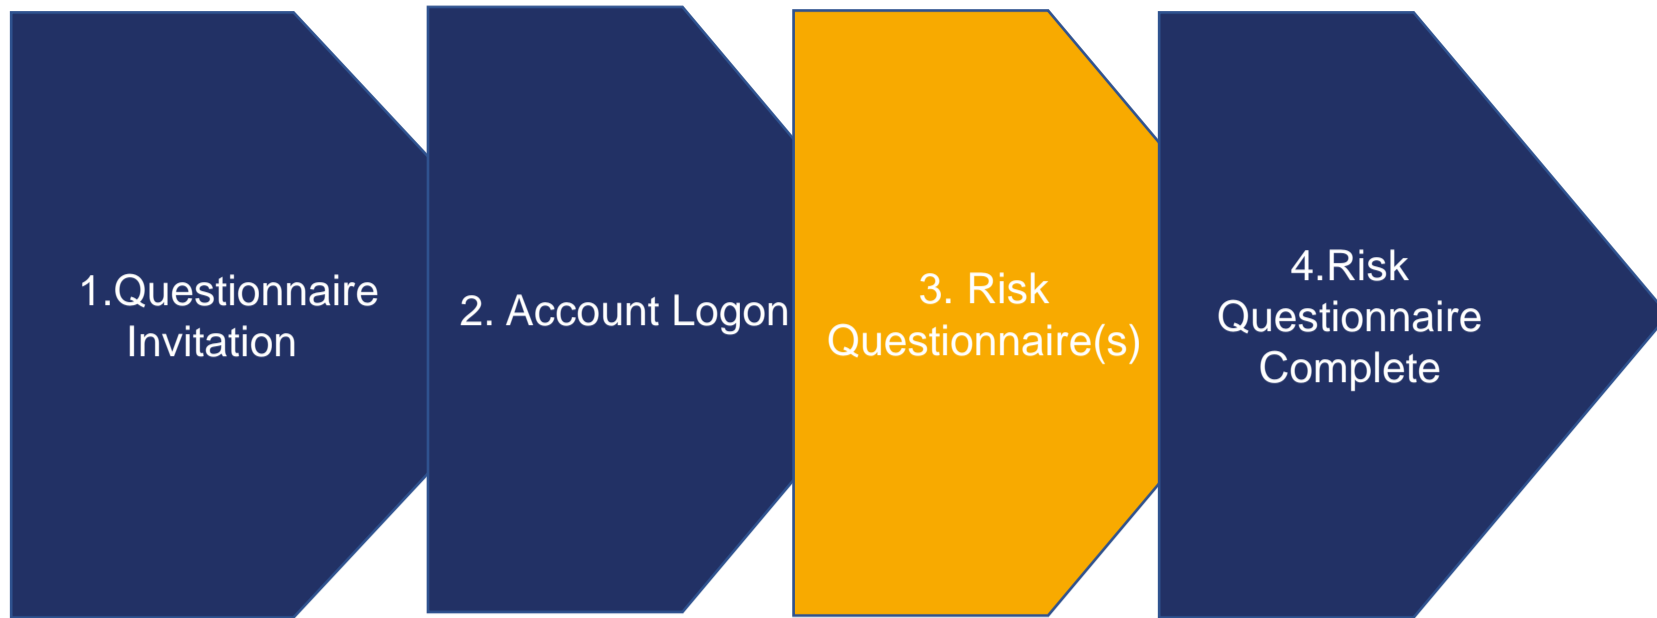 1.Questionnaire
Invitation
2. Account Logon
3. Risk
Questionnaire(s)
4.Risk
Questionnaire
Complete